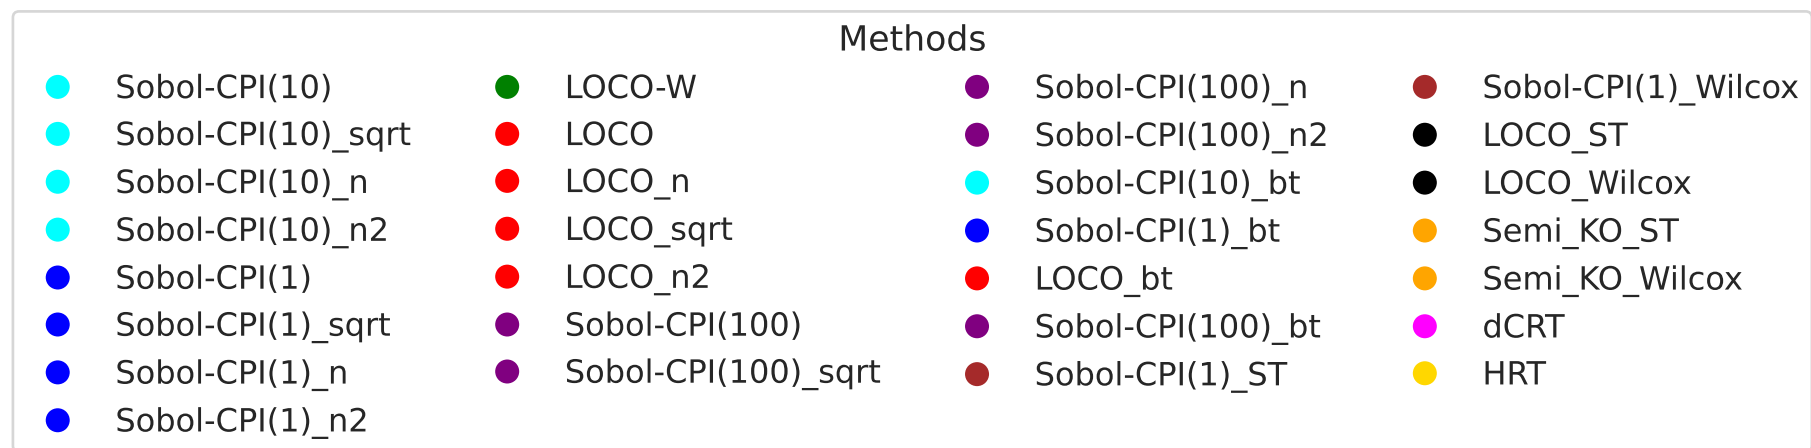 Methods
Sobol-CPI(10)
Sobol-CPI(10)_sqrt
Sobol-CPI(10)_n
Sobol-CPI(10)_n2
Sobol-CPI(1)
Sobol-CPI(1)_sqrt
Sobol-CPI(1)_n
Sobol-CPI(1)_n2
LOCO-W
LOCO
LOCO_n
LOCO_sqrt
LOCO_n2
Sobol-CPI(100)
Sobol-CPI(100)_sqrt
Sobol-CPI(100)_n
Sobol-CPI(100)_n2
Sobol-CPI(10)_bt
Sobol-CPI(1)_bt
LOCO_bt
Sobol-CPI(100)_bt
Sobol-CPI(1)_ST
Sobol-CPI(1)_Wilcox
LOCO_ST
LOCO_Wilcox
Semi_KO_ST
Semi_KO_Wilcox
dCRT
HRT